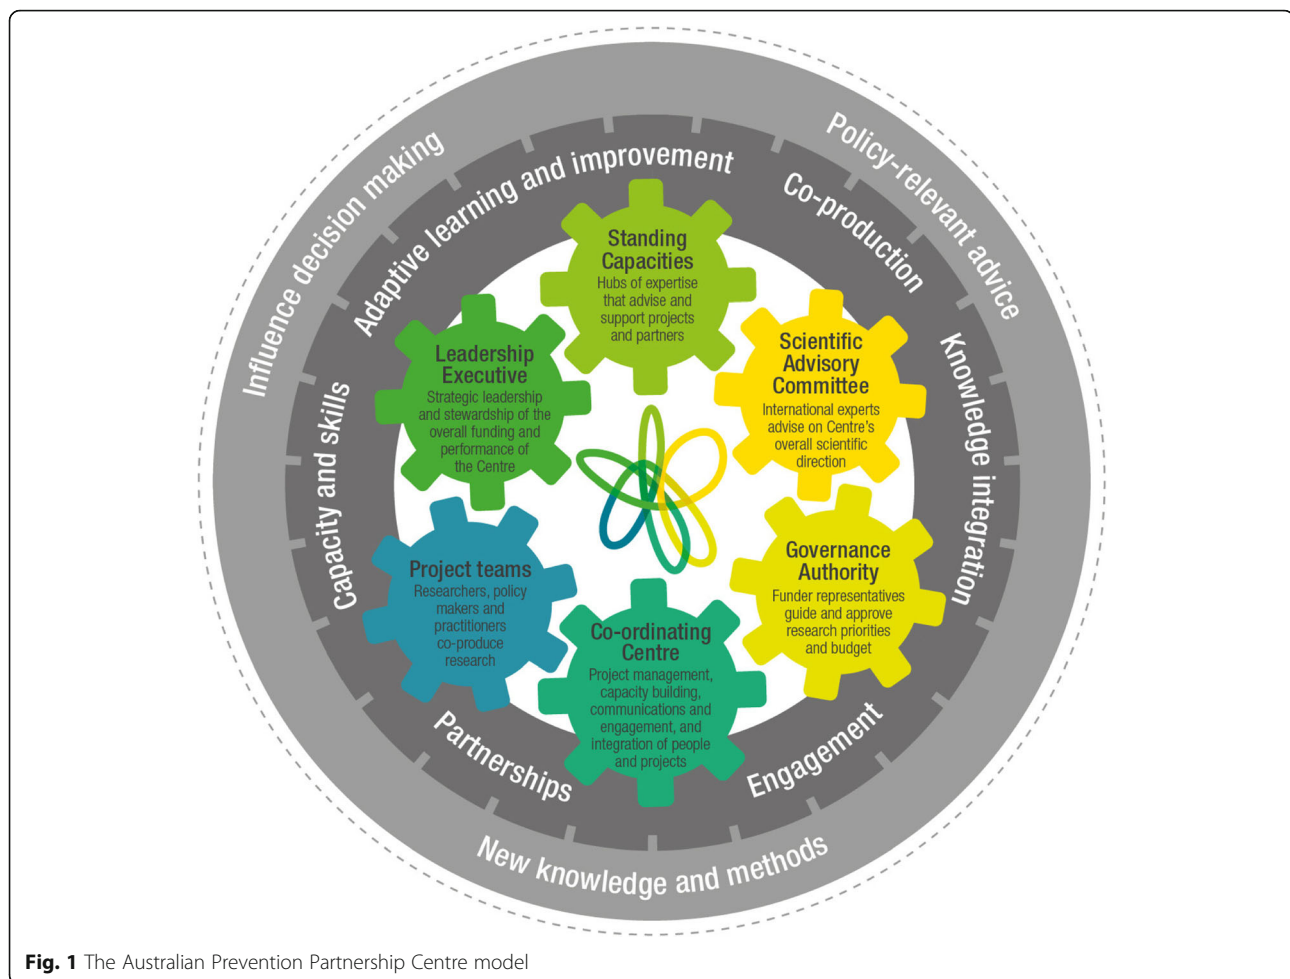 Influence decision making
Policy-relevant advice
New knowledge and methods
Adaptive learning and improvement
Co-production
Knowledge integration
Engagement
Partnerships
Capacity and skills
Standing
Capacities
Hubs of expertise
that advise and
support projects
and partners
Scientific
Advisory
Committee
International experts
advise on Centre's
overall scientific
direction
Governance
Authority
Funder representatives
guide and approve
research priorities
and budget
Co-ordinating
Centre
Project management,
capacity building,
communications and
engagement, and
integration of people
and projects
Project teams
Researchers, policy
makers and
practitioners
co-produce
research
Leadership
Executive
Strategic leadership
and stewardship of the
overall funding and
performance of
the Centre
Fig. 1 The Australian Prevention Partnership Centre model